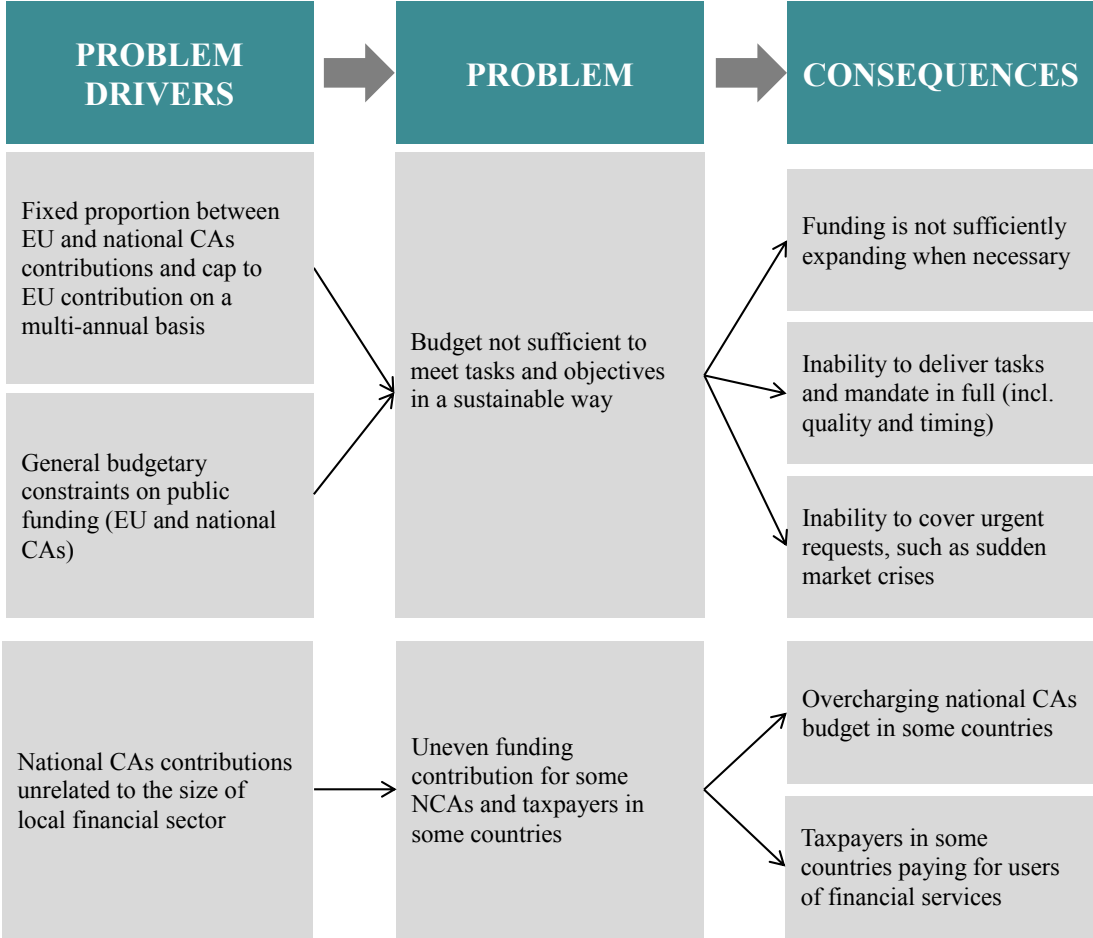 PROBLEM
DRIVERS
PROBLEM
CONSEQUENCES
Fixed proportion between
EU and national CAs
contributions and cap to
EU contribution on a
multi-annual basis
General budgetary
constraints on public
funding (EU and national
CAs)
Budget not sufficient to
meet tasks and objectives
in a sustainable way
Funding is not sufficiently
expanding when necessary
Inability to deliver tasks
and mandate in full (incl.
quality and timing)
Inability to cover urgent
requests, such as sudden
market crises
National CAs contributions
unrelated to the size of
local financial sector
Uneven funding
contribution for some
NCAs and taxpayers in
some countries
Overcharging national CAs
budget in some countries
Taxpayers in some
countries paying for users
of financial services